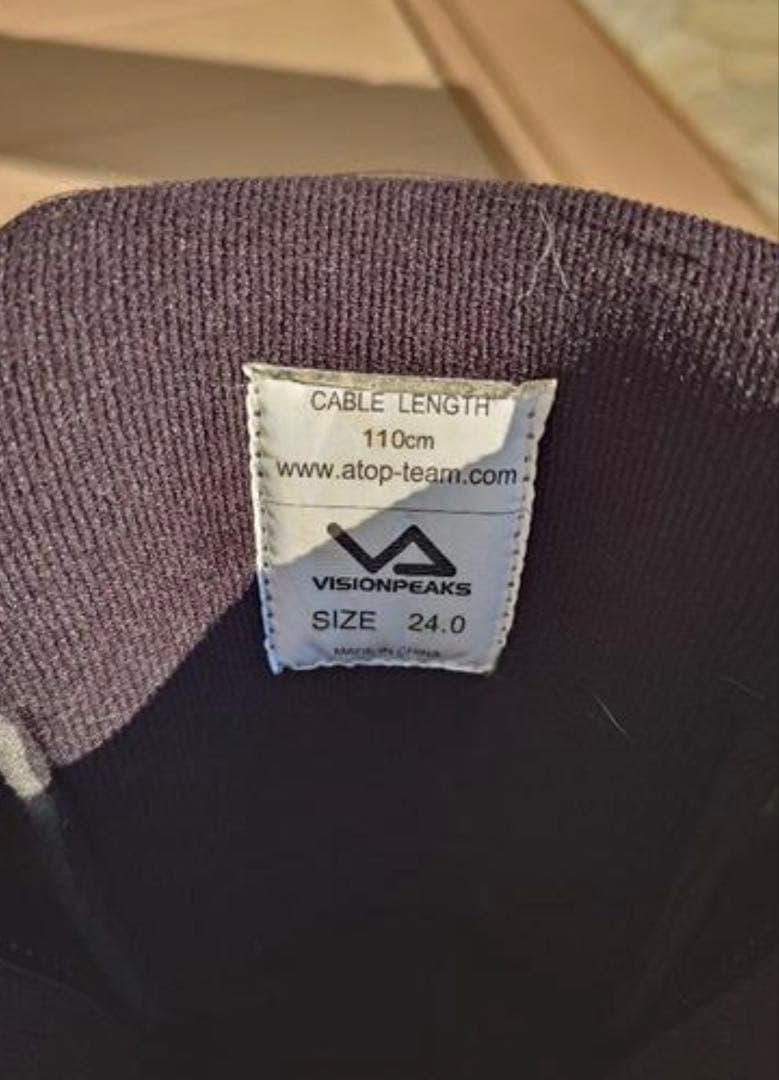 CABLE LENGTH
110cm
www.atop-team.com
VISIONPEAKS
SIZE 24.0
MADE IN CHINA